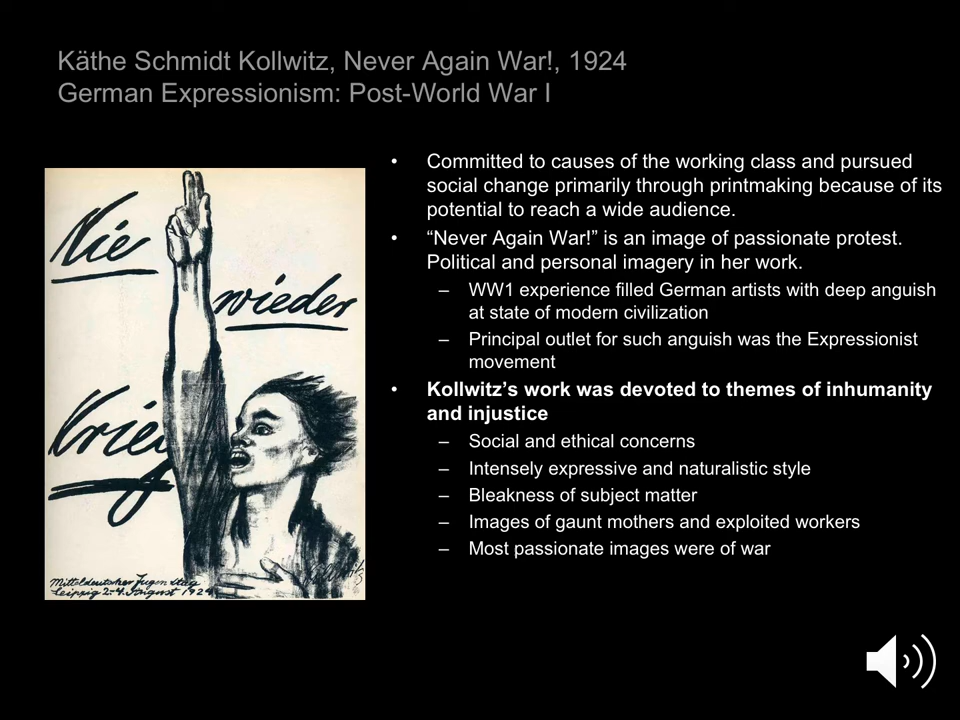 Käthe Schmidt Kollwitz, Never Again War!, 1924
German Expressionism: Post-World War I
Nie
wieder
Krieg
Mitteldeutscher Jugendtag
Leipzig 2-4. August 1924
Kollwitz
• Committed to causes of the working class and pursued
social change primarily through printmaking because of its
potential to reach a wide audience.
• “Never Again War!” is an image of passionate protest.
Political and personal imagery in her work.
– WW1 experience filled German artists with deep anguish
at state of modern civilization
– Principal outlet for such anguish was the Expressionist
movement
• Kollwitz’s work was devoted to themes of inhumanity
and injustice
– Social and ethical concerns
– Intensely expressive and naturalistic style
– Bleakness of subject matter
– Images of gaunt mothers and exploited workers
– Most passionate images were of war